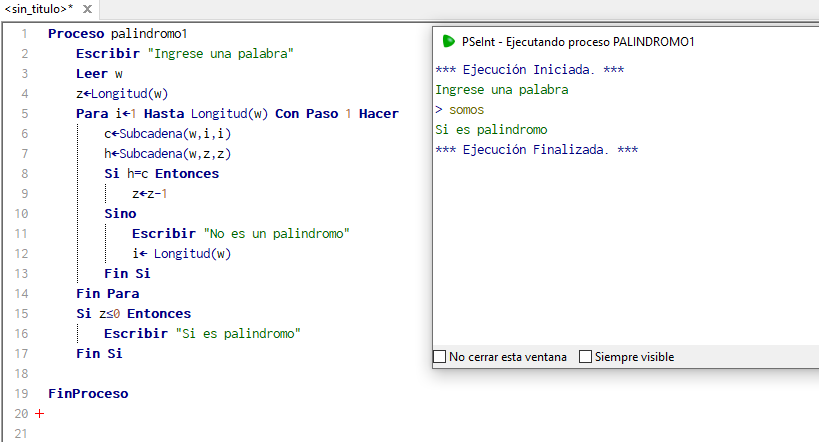 <sin_titulo>* X
1 Proceso palindromo1
2 Escribir "Ingrese una palabra"
3 Leer w
4 z←Longitud(w)
5 Para i←1 Hasta Longitud(w) Con Paso 1 Hacer
6 c←Subcadena(w,i,i)
7 h←Subcadena(w,z,z)
8 Si h=c Entonces
9 z←z-1
10 Sino
11 Escribir "No es un palindromo"
12 i← Longitud(w)
13 Fin Si
14 Fin Para
15 Si z≤0 Entonces
16 Escribir "Si es palindromo"
17 Fin Si
18
19 FinProceso
20 +
21
PSeInt - Ejecutando proceso PALINDROMO1
*** Ejecución Iniciada. ***
Ingrese una palabra
> somos
Si es palindromo
*** Ejecución Finalizada. ***
No cerrar esta ventana Siempre visible